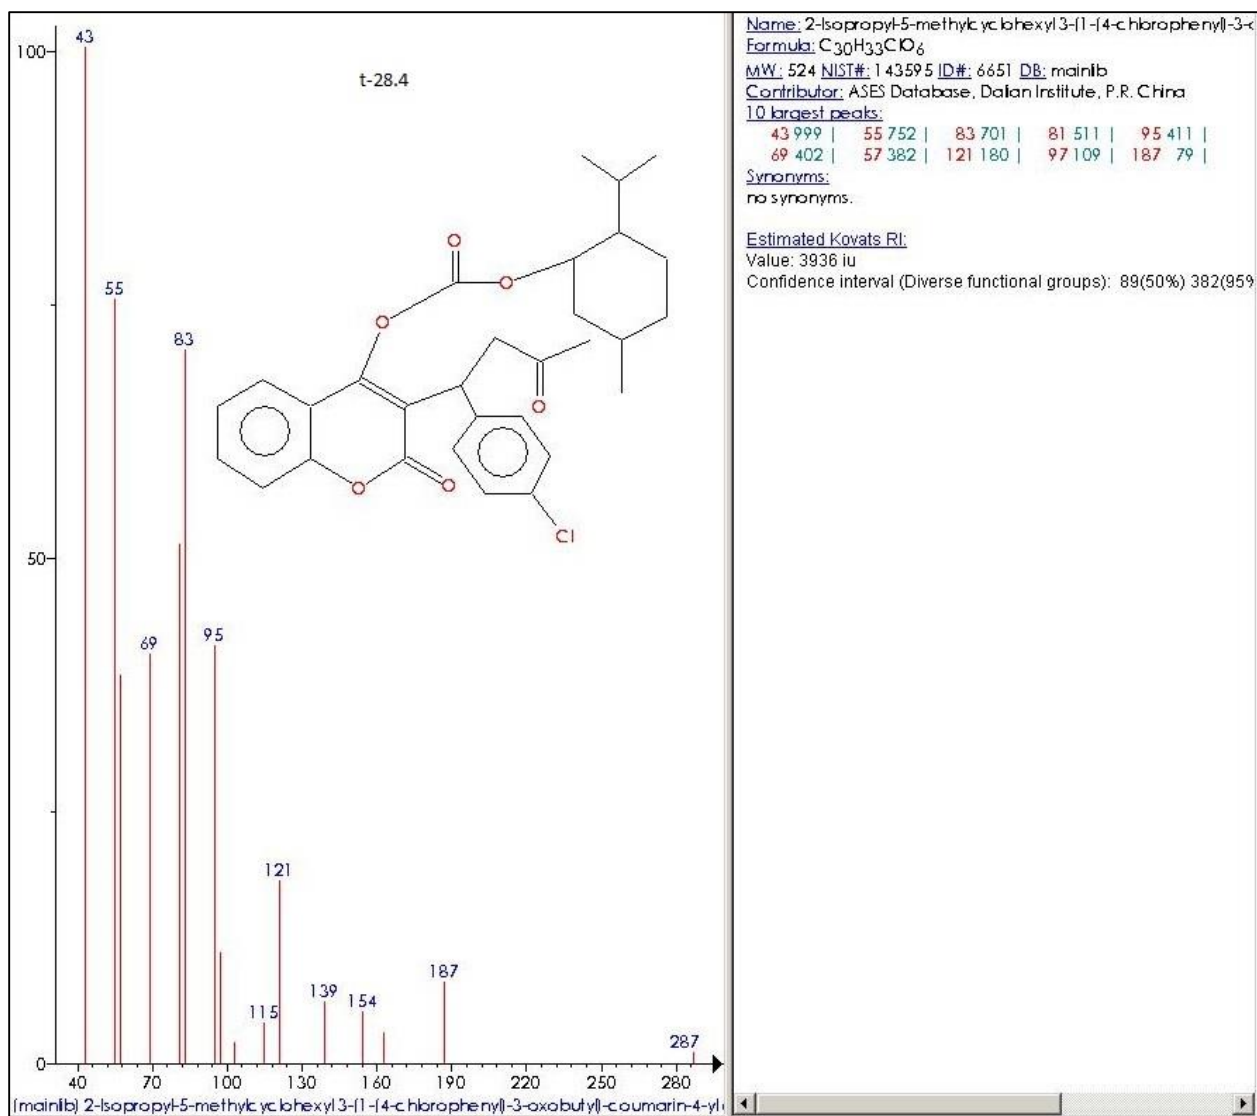 100
43
t-28.4
55
83
50
69
95
121
187
139
154
115
287
0
40 70 100 130 160 190 220 250 280
O
O
O
O
O
O
Cl
(mainlib) 2-Isopropyl-5-methylcyclohexyl 3-(1-(4-chlorophenyl)-3-oxobutyl)-coumarin-4-yl
Name: 2-Isopropyl-5-methylcyclohexyl 3-(1-(4-chlorophenyl)-3-
Formula: C30H33ClO6
MW: 524 NIST#: 143595 ID#: 6651 DB: mainlib
Contributor: ASES Database, Dalian Institute, P.R. China
10 largest peaks:
43 999 | 55 752 | 83 701 | 81 511 | 95 411 |
69 402 | 57 382 | 121 180 | 97 109 | 187 79 |
Synonyms:
no synonyms.
Estimated Kovats RI:
Value: 3936 iu
Confidence interval (Diverse functional groups): 89(50%) 382(95%